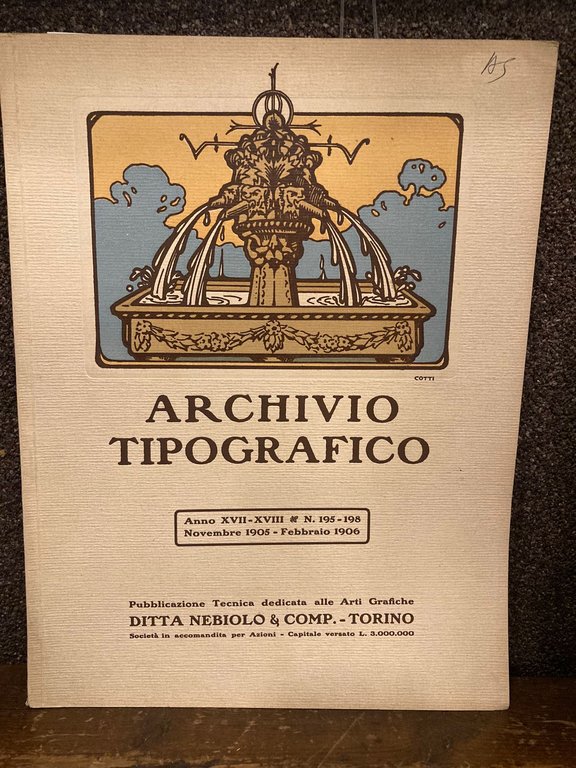 AS
COTTI
ARCHIVIO
TIPOGRAFICO
Anno XVII-XVIII N. 195-198
Novembre 1905 - Febbraio 1906
Pubblicazione Tecnica dedicata alle Arti Grafiche
DITTA NEBIOLO & COMP. - TORINO
Società in accomandita per Azioni - Capitale versato L. 3.000.000